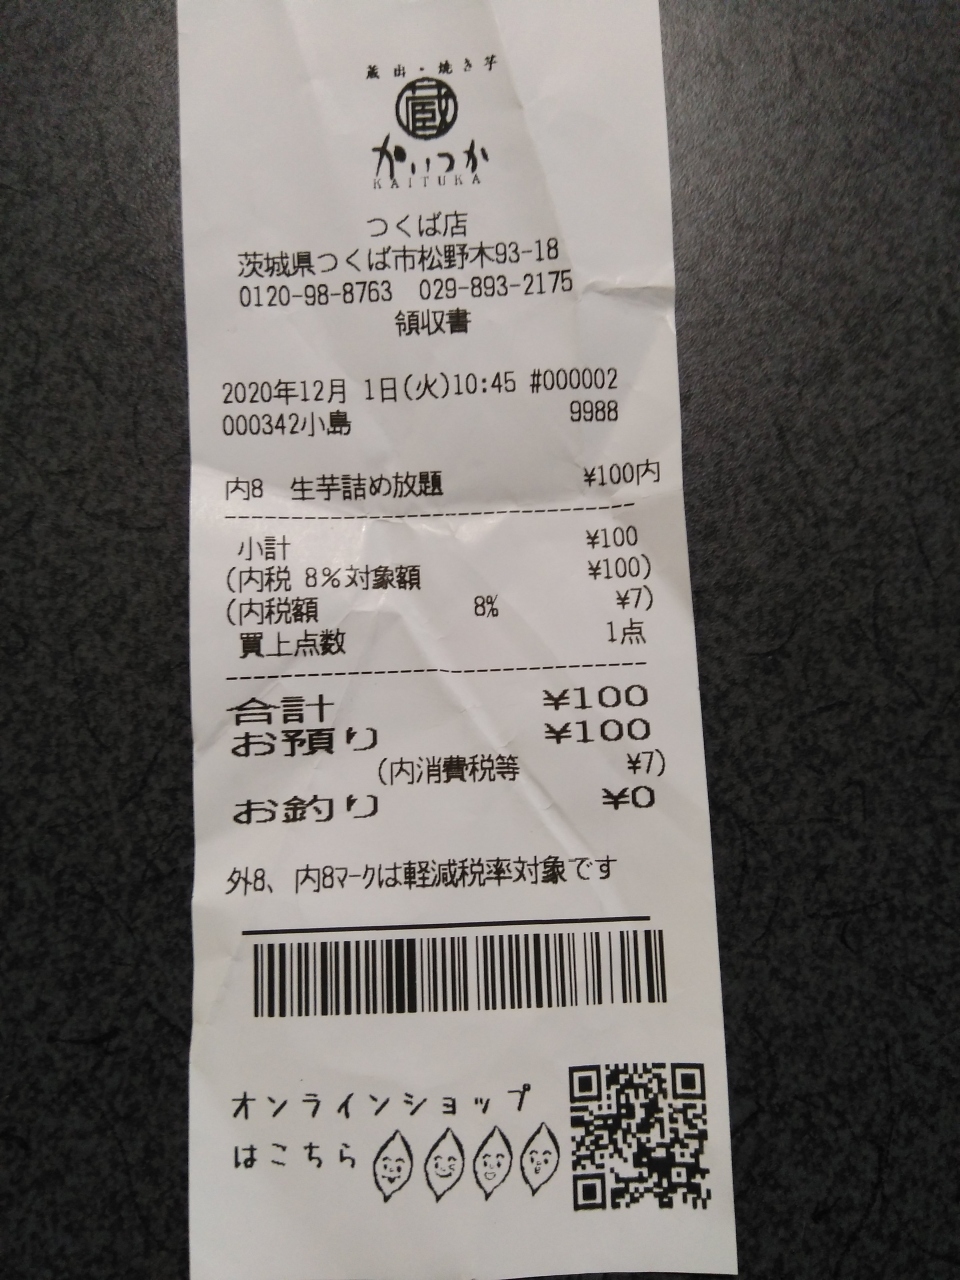 蔵出・焼き芋
蔵
かいつか
KAITUKA
つくば店
茨城県つくば市松野木93-18
0120-98-8763 029-893-2175
領収書
2020年12月 1日(火)10:45 #000002
000342小島 9988
内8 生芋詰め放題 ¥100内
小計 ¥100
(内税 8%対象額 ¥100)
(内税額 8% ¥7)
買上点数 1点
合計 ¥100
お預り ¥100
(内消費税等 ¥7)
お釣り ¥0
外8、内8マークは軽減税率対象です
オンラインショップ
はこちら